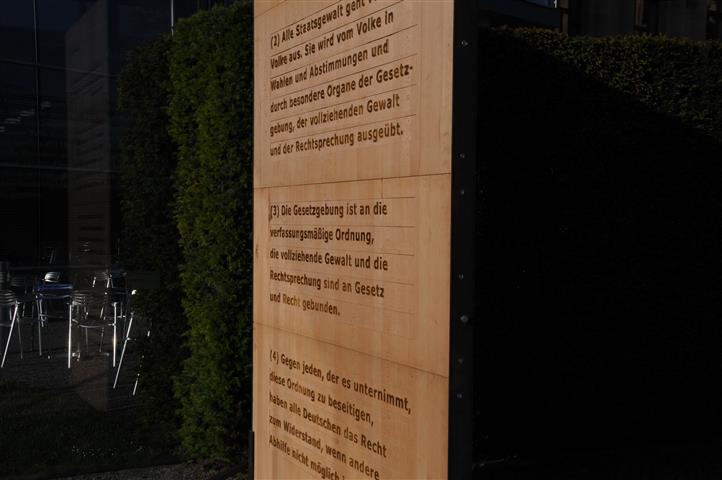 (2) Alle Staatsgewalt geht
Volke aus. Sie wird vom Volke in
Wahlen und Abstimmungen und
durch besondere Organe der Gesetz-
gebung, der vollziehenden Gewalt
und der Rechtsprechung ausgeübt.
(3) Die Gesetzgebung ist an die
verfassungsmäßige Ordnung,
die vollziehende Gewalt und die
Rechtsprechung sind an Gesetz
und Recht gebunden.
(4) Gegen jeden, der es unternimmt,
diese Ordnung zu beseitigen,
haben alle Deutschen das Recht
zum Widerstand, wenn andere
Abhilfe nicht möglich